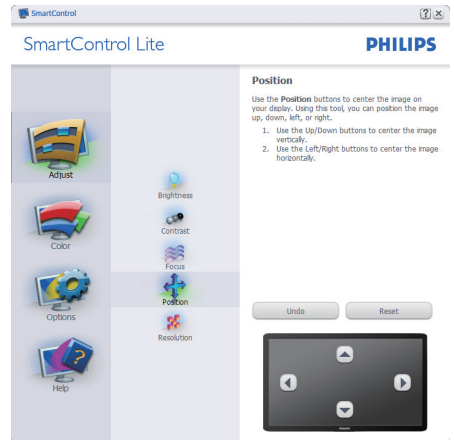 SmartControl
? ×
SmartControl Lite
PHILIPS
Adjust
Color
Options
Help
Brightness
Contrast
Focus
Position
Resolution
Position
Use the Position buttons to center the image on
your display. Using this tool, you can position the image
up, down, left, or right.
1. Use the Up/Down buttons to center the image
vertically.
2. Use the Left/Right buttons to center the image
horizontally.
Undo
Reset
PHILIPS